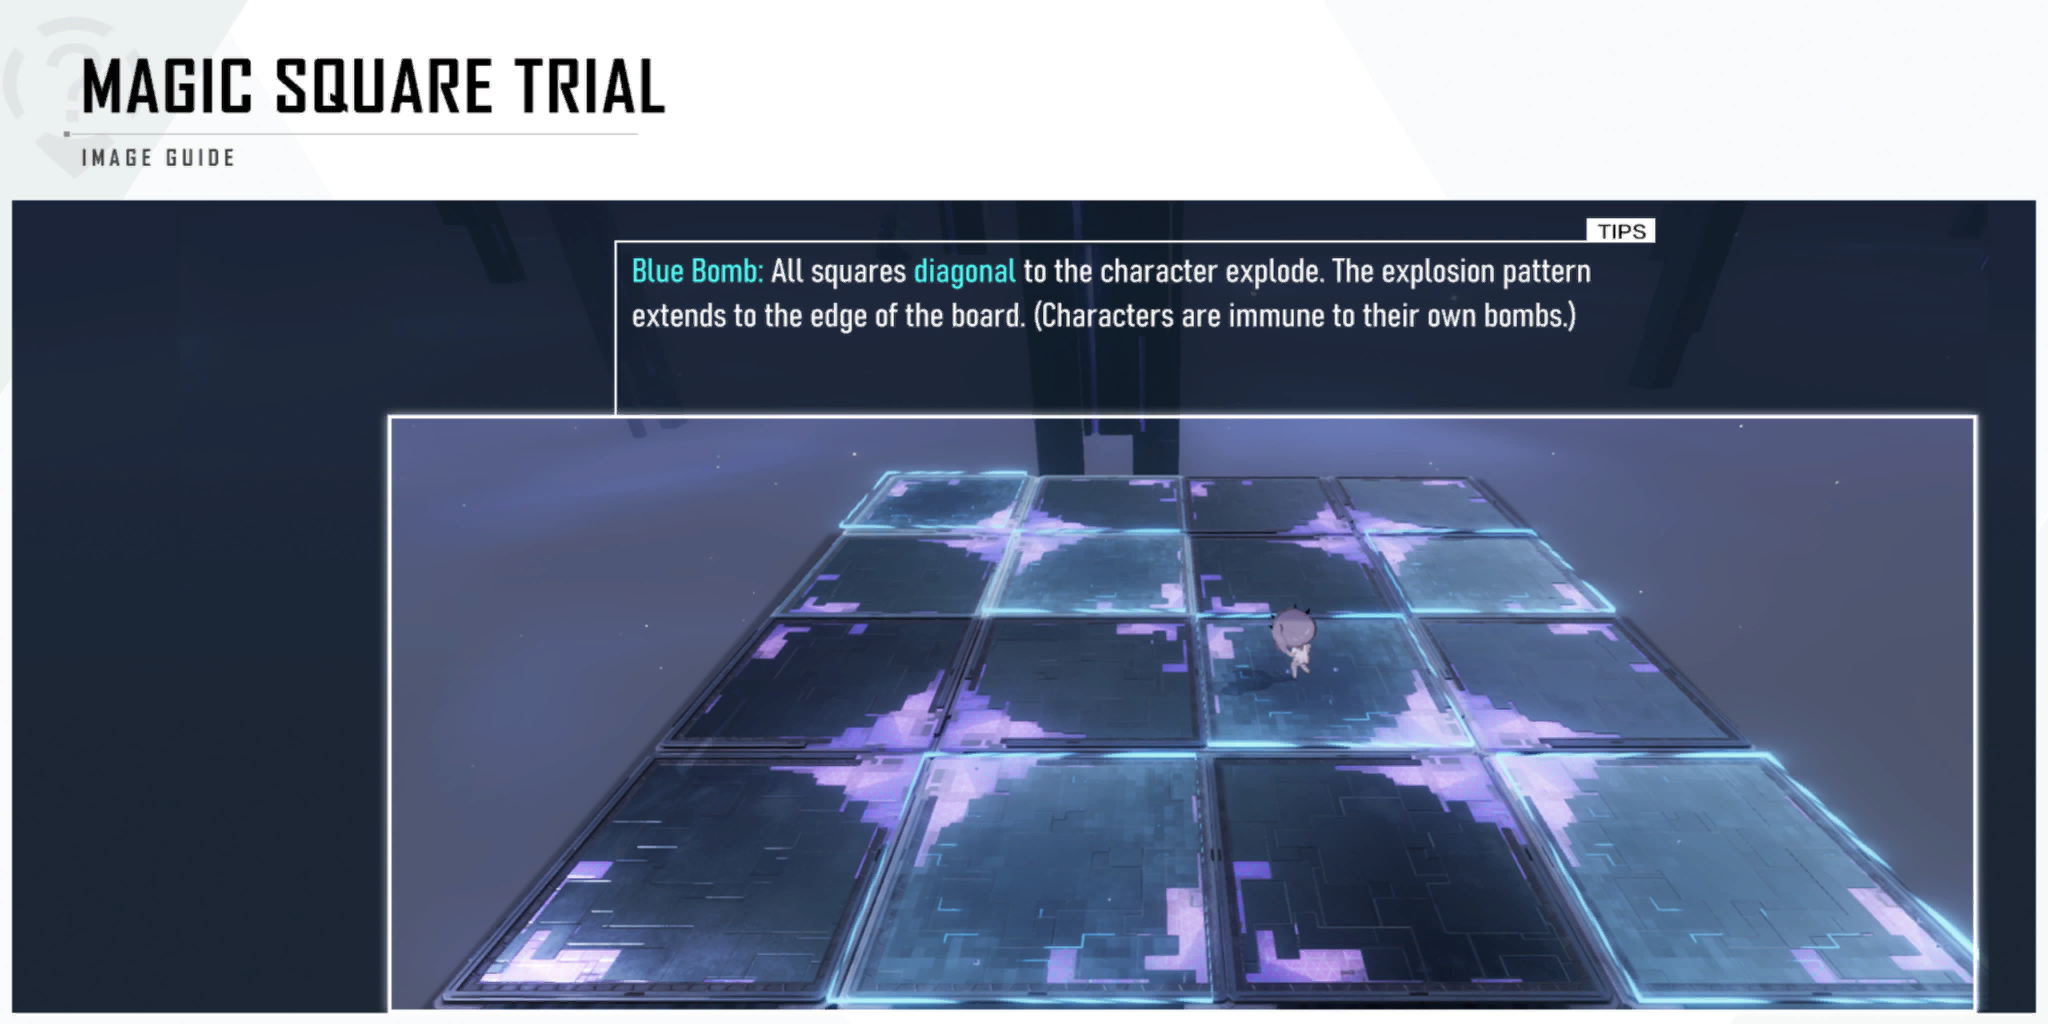 MAGIC SQUARE TRIAL
IMAGE GUIDE
TIPS
Blue Bomb: All squares diagonal to the character explode. The explosion pattern
extends to the edge of the board. (Characters are immune to their own bombs.)